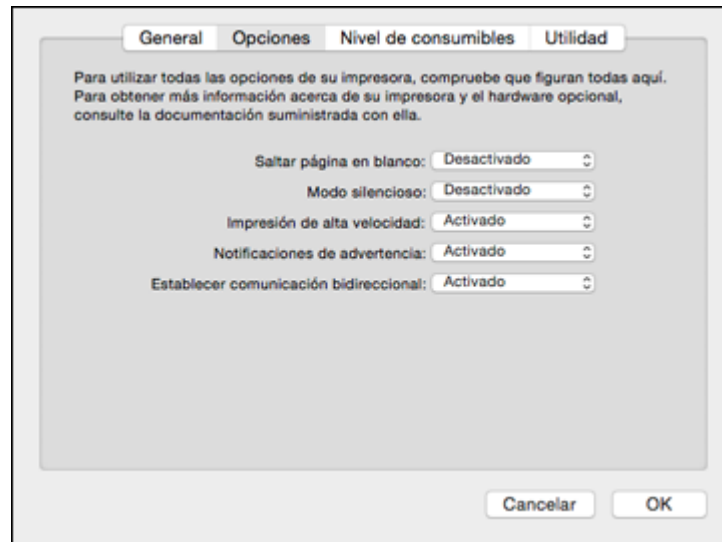 General Opciones Nivel de consumibles Utilidad
Para utilizar todas las opciones de su impresora, compruebe que figuran todas aquí.
Para obtener más información acerca de su impresora y el hardware opcional,
consulte la documentación suministrada con ella.
Saltar página en blanco: Desactivado
Modo silencioso: Desactivado
Impresión de alta velocidad: Activado
Notificaciones de advertencia: Activado
Establecer comunicación bidireccional: Activado
Cancelar OK